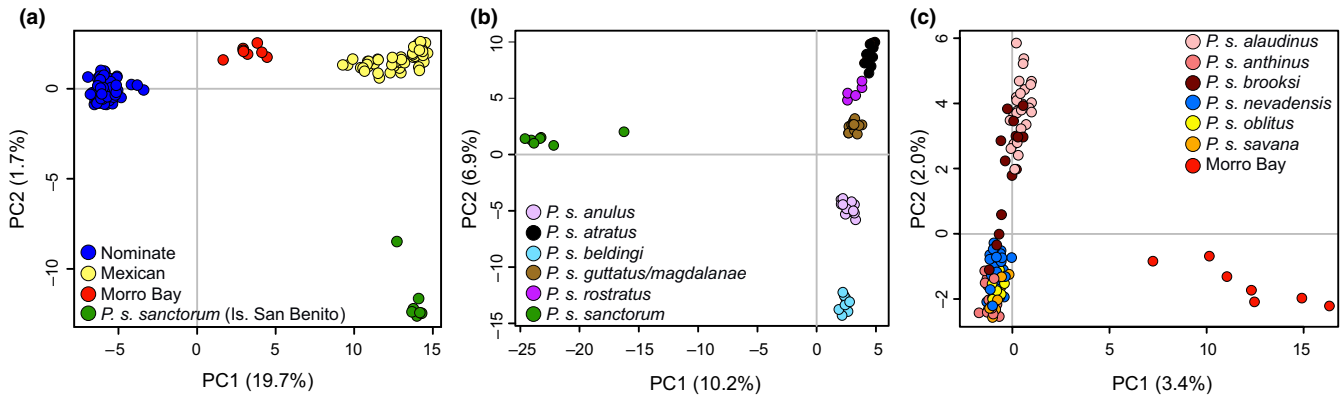 (a)
5
0
−5
−10
PC2 (1.7%)
Nominate
Mexican
Morro Bay
P. s. sanctorum (Is. San Benito)
−5 0 5 10 15
PC1 (19.7%)
(b)
10
5
0
−5
−10
−15
PC2 (6.9%)
P. s. anulus
P. s. atratus
P. s. beldingi
P. s. guttatus/magdalanae
P. s. rostratus
P. s. sanctorum
−25 −20 −15 −10 −5 0 5
PC1 (10.2%)
(c)
6
4
2
0
−2
PC2 (2.0%)
P. s. alaudinus
P. s. anthinus
P. s. brooksi
P. s. nevadensis
P. s. oblitus
P. s. savana
Morro Bay
0 5 10 15
PC1 (3.4%)